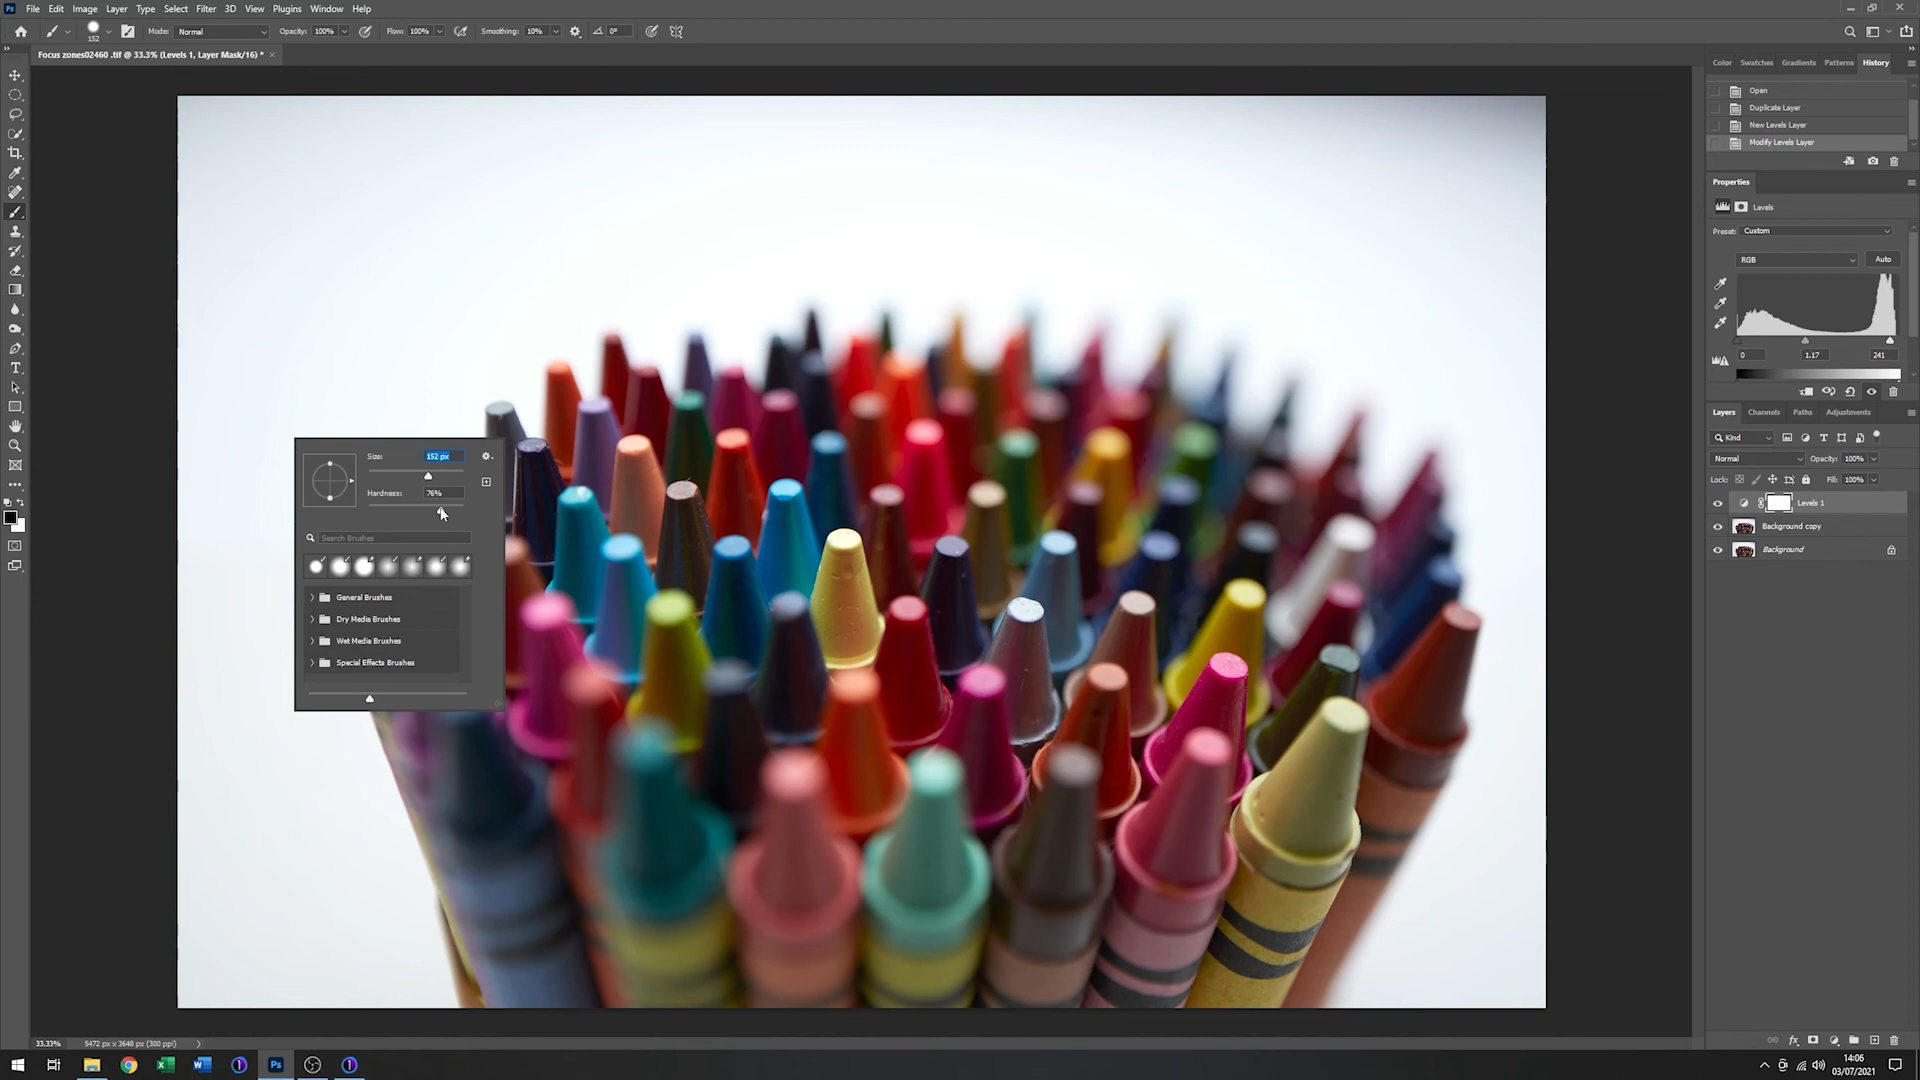 Ps File Edit Image Layer Type Select Filter 3D View Plugins Window Help
152 Mode: Normal Opacity: 100% Flow: 100% Smoothing: 10% 0°
Focus zones02460 .tif @ 33.3% (Levels 1, Layer Mask/16) *
Color Swatches Gradients Patterns History
Open
Duplicate Layer
New Levels Layer
Modify Levels Layer
Properties
Levels
Preset: Custom
RGB Auto
0 1.17 241
Layers Channels Paths Adjustments
Kind
Normal Opacity: 100%
Lock: Fill: 100%
Levels 1
Background copy
Background
Size: 152 px
Hardness: 76%
Search Brushes
General Brushes
Dry Media Brushes
Wet Media Brushes
Special Effects Brushes
33.33% 5472 px x 3648 px (300 ppi)
14:06
03/07/2021